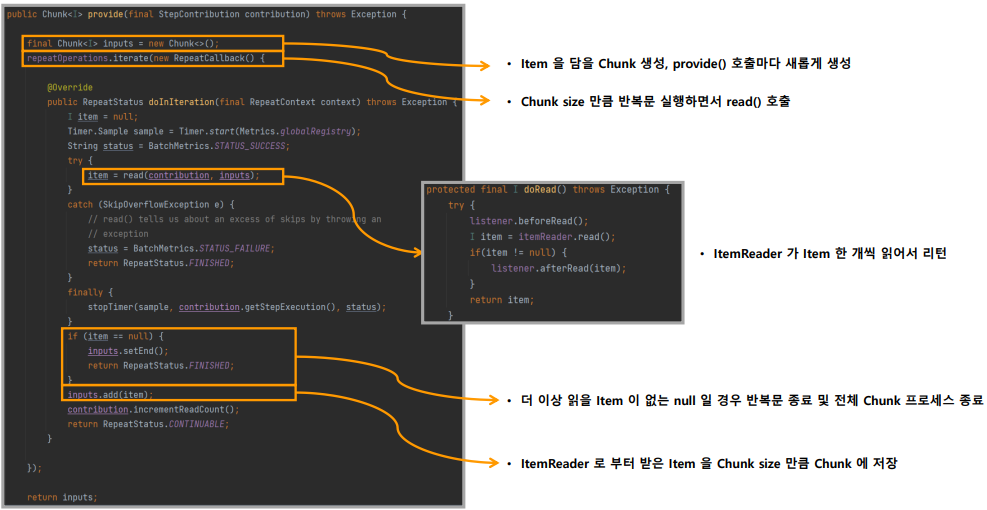 public Chunk<I> provide(final StepContribution contribution) throws Exception {
final Chunk<I> inputs = new Chunk<>();
repeatOperations.iterate(new RepeatCallback() {
@Override
public RepeatStatus doInIteration(final RepeatContext context) throws Exception {
I item = null;
Timer.Sample sample = Timer.start(Metrics.globalRegistry);
String status = BatchMetrics.STATUS_SUCCESS;
try {
item = read(contribution, inputs);
}
catch (SkipOverflowException e) {
// read() tells us about an excess of skips by throwing an
// exception
status = BatchMetrics.STATUS_FAILURE;
return RepeatStatus.FINISHED;
}
finally {
stopTimer(sample, contribution.getStepExecution(), status);
}
if (item == null) {
inputs.setEnd();
return RepeatStatus.FINISHED;
}
inputs.add(item);
contribution.incrementReadCount();
return RepeatStatus.CONTINUABLE;
}
});
return inputs;
• Item 을 담을 Chunk 생성, provide() 호출마다 새롭게 생성
• Chunk size 만큼 반복문 실행하면서 read() 호출
protected final I doRead() throws Exception {
try {
listener.beforeRead();
I item = itemReader.read();
if(item != null) {
listener.afterRead(item);
}
return item;
}
• ItemReader 가 Item 한 개씩 읽어서 리턴
• 더 이상 읽을 Item 이 없는 null 일 경우 반복문 종료 및 전체 Chunk 프로세스 종료
• ItemReader 로 부터 받은 Item 을 Chunk size 만큼 Chunk 에 저장